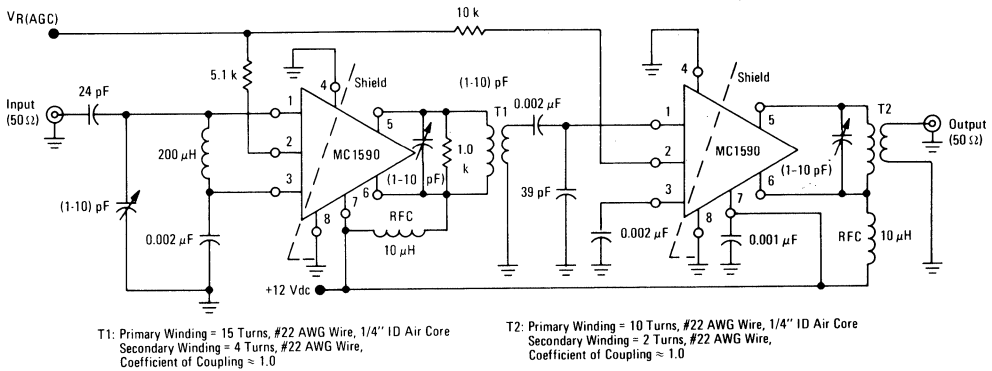 V_R(AGC)
10 k
5.1 k
4
Shield
(1-10) pF
4
Shield
24 pF
Input
(50 Ω)
1
2
3
MC1590
5
6
7
8
(1-10 pF)
1.0
k
T1
0.002 μF
1
2
3
MC1590
5
6
7
8
(1-10 pF)
T2
Output
(50 Ω)
200 μH
(1-10) pF
0.002 μF
RFC
10 μH
39 pF
0.002 μF
0.001 μF
RFC
10 μH
+12 Vdc
T1: Primary Winding = 15 Turns, #22 AWG Wire, 1/4" ID Air Core
Secondary Winding = 4 Turns, #22 AWG Wire,
Coefficient of Coupling ≈ 1.0
T2: Primary Winding = 10 Turns, #22 AWG Wire, 1/4" ID Air Core
Secondary Winding = 2 Turns, #22 AWG Wire,
Coefficient of Coupling ≈ 1.0